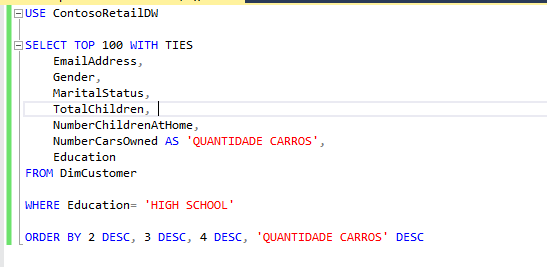 USE ContosoRetailDW
SELECT TOP 100 WITH TIES
EmailAddress,
Gender,
MaritalStatus,
TotalChildren,
NumberChildrenAtHome,
NumberCarsOwned AS 'QUANTIDADE CARROS',
Education
FROM DimCustomer
WHERE Education= 'HIGH SCHOOL'
ORDER BY 2 DESC, 3 DESC, 4 DESC, 'QUANTIDADE CARROS' DESC